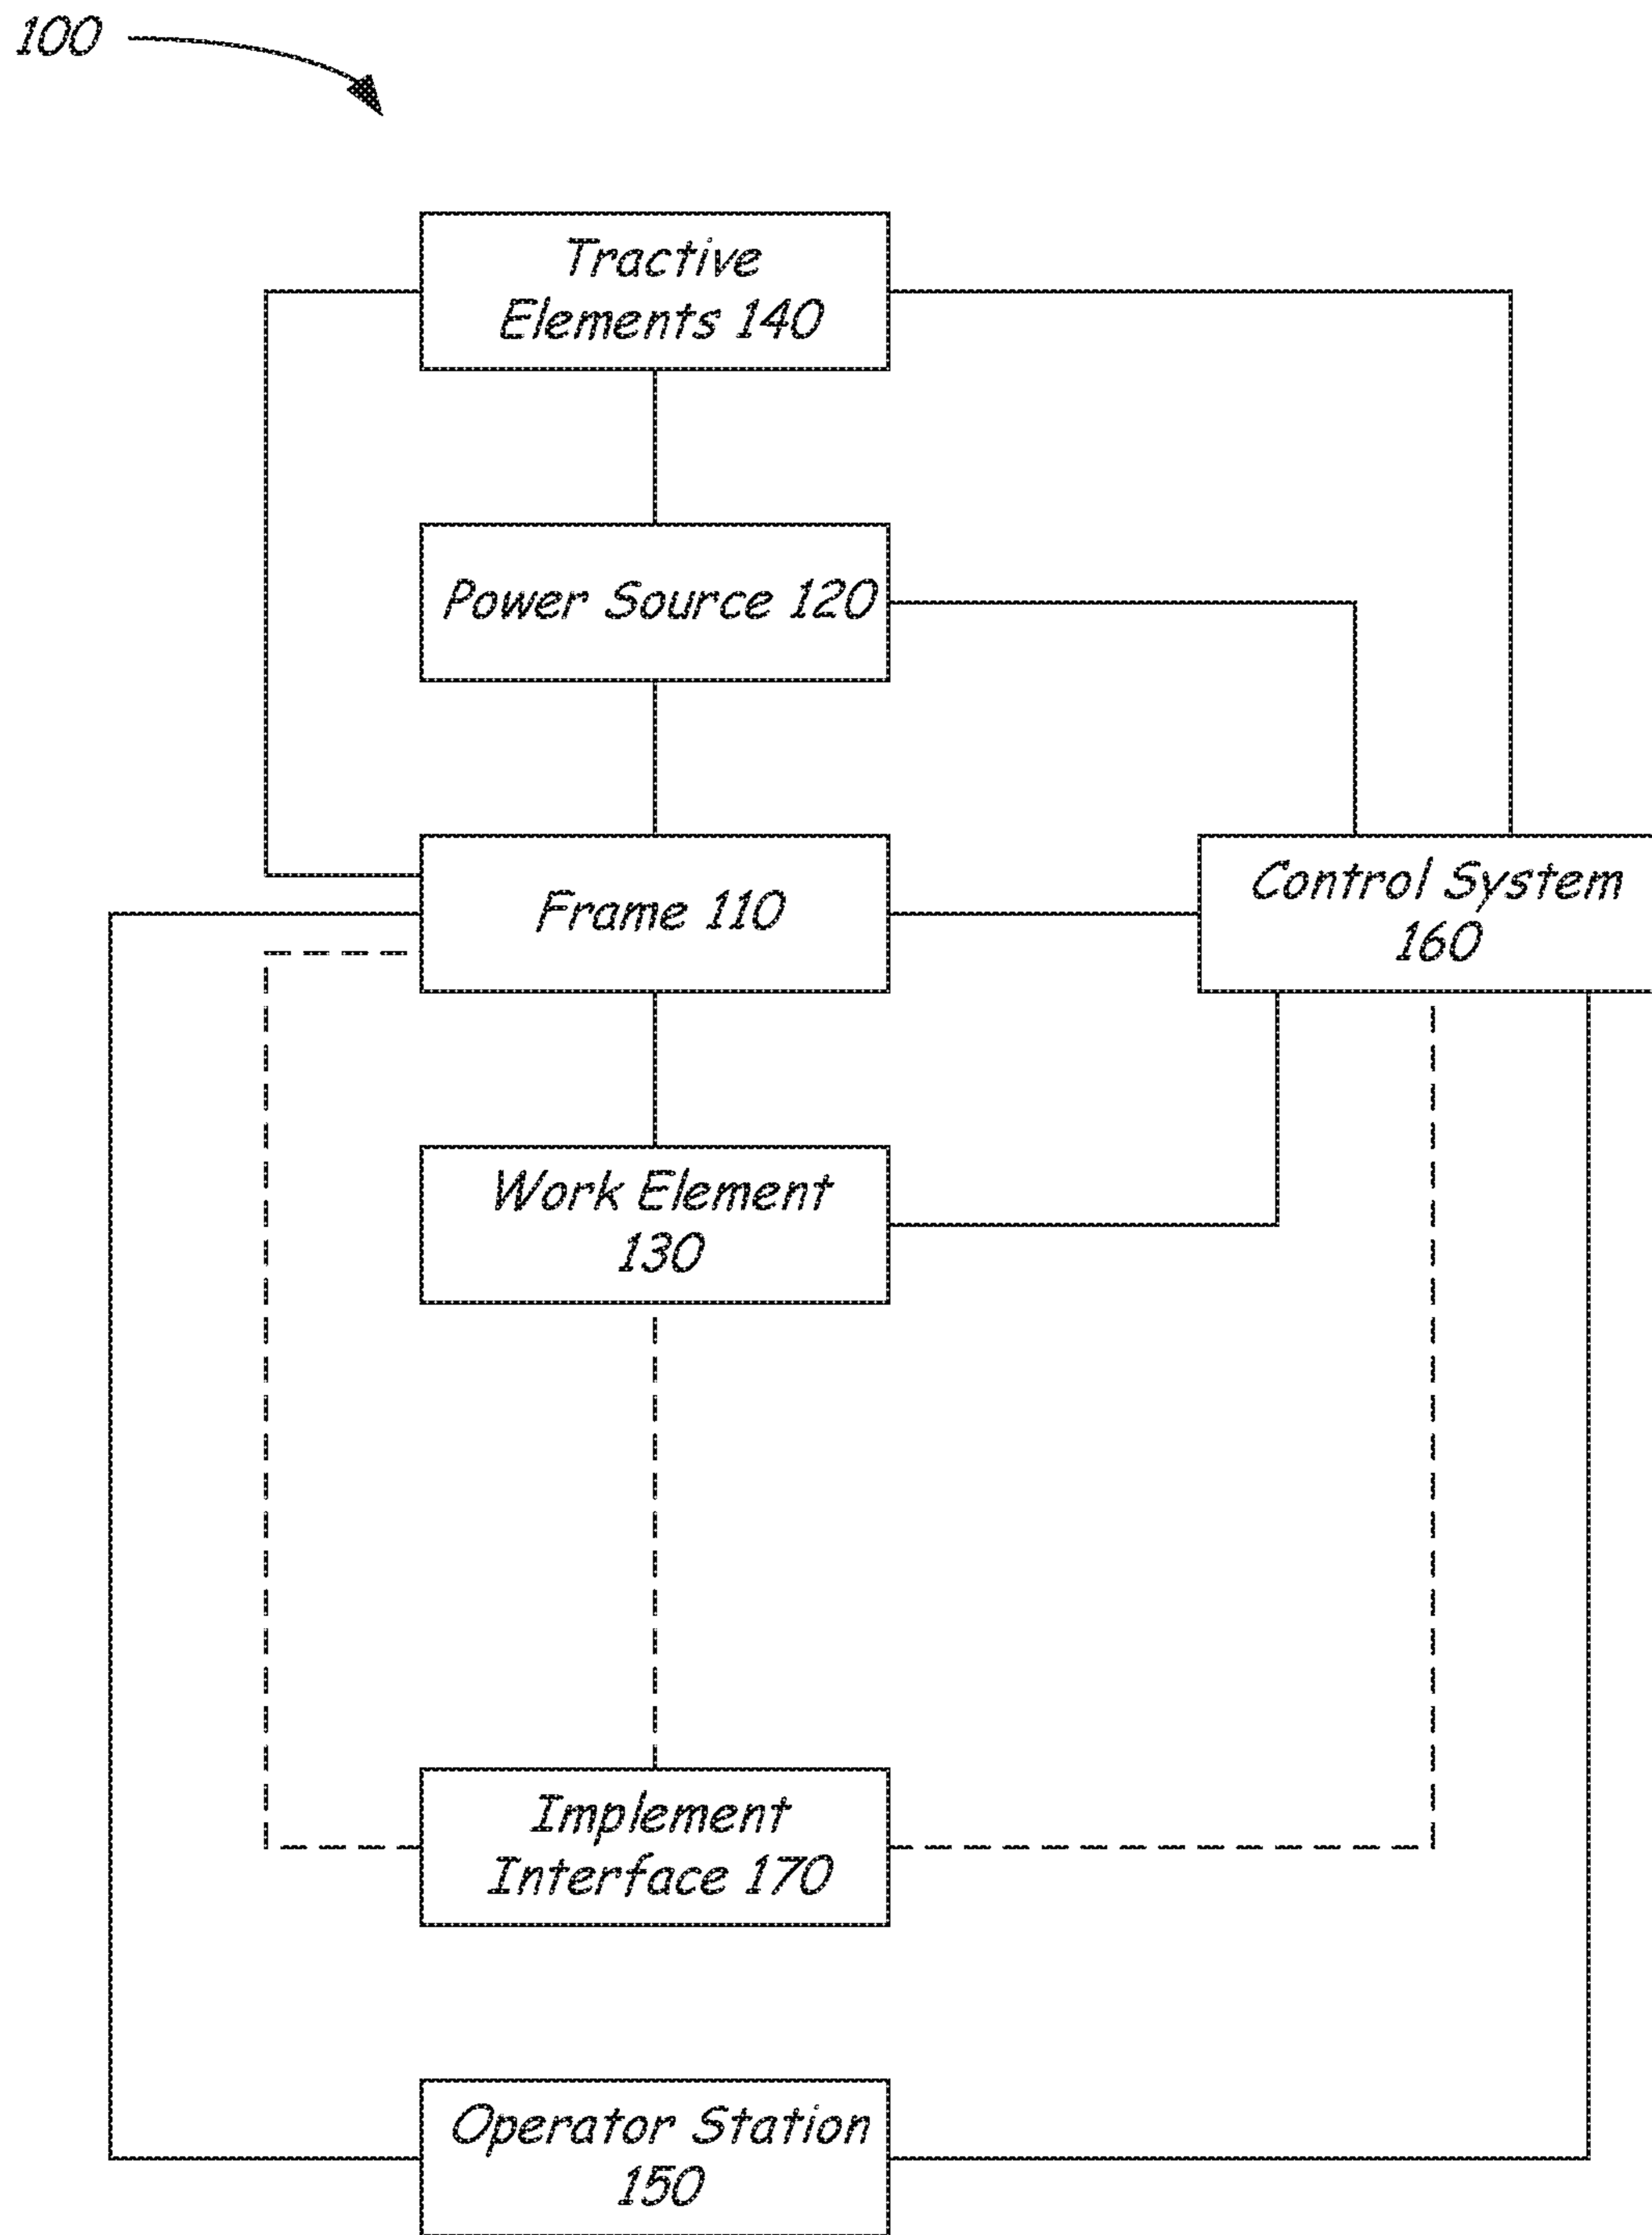 100
Tractive
Elements 140
Power Source 120
Frame 110
Control System
160
Work Element
130
Implement
Interface 170
Operator Station
150